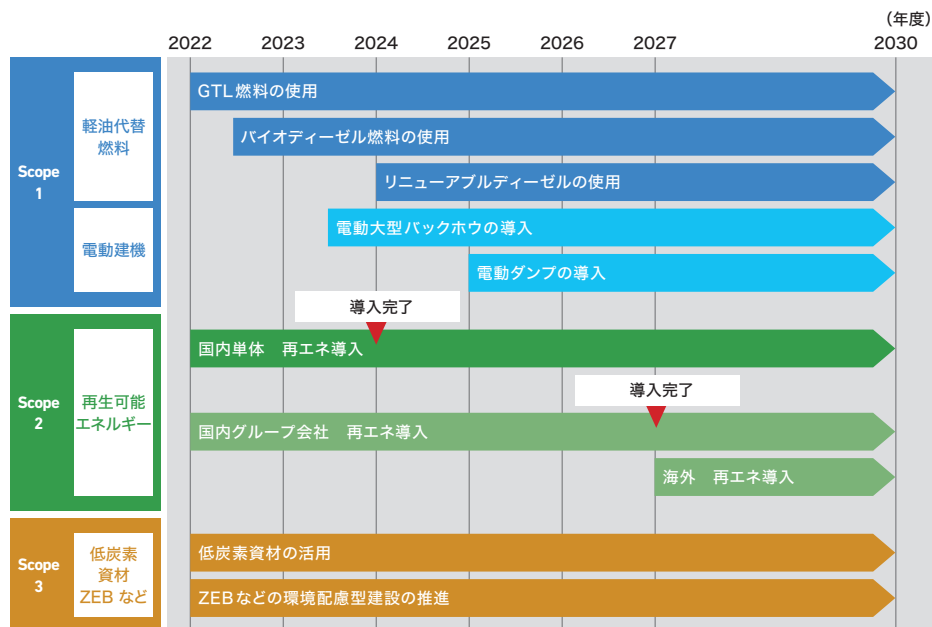 （年度）
2022 2023 2024 2025 2026 2027 2030
Scope
1
軽油代替
燃料
GTL燃料の使用
バイオディーゼル燃料の使用
リニューアブルディーゼルの使用
電動建機
電動大型バックホウの導入
電動ダンプの導入
Scope
2
再生可能
エネルギー
導入完了
国内単体　再エネ導入
導入完了
国内グループ会社　再エネ導入
海外　再エネ導入
Scope
3
低炭素
資材
ZEB など
低炭素資材の活用
ZEBなどの環境配慮型建設の推進